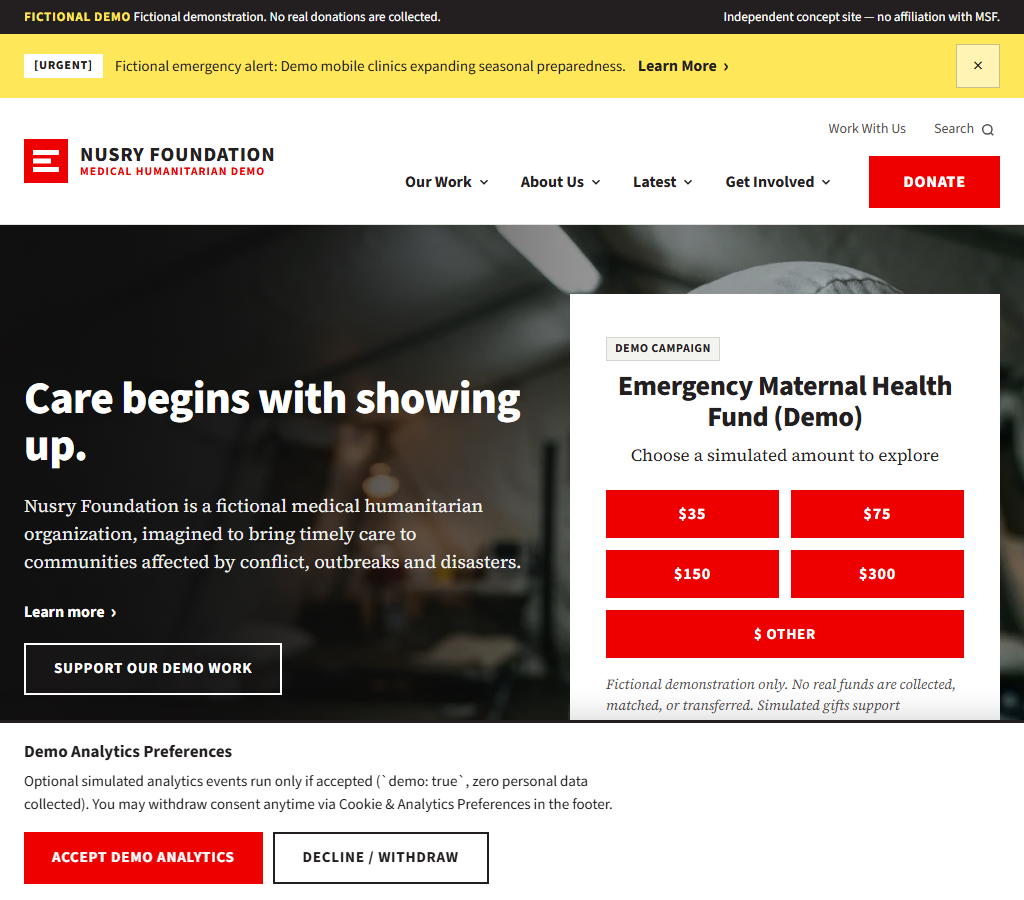 FICTIONAL DEMO Fictional demonstration. No real donations are collected.
Independent concept site — no affiliation with MSF.
[URGENT] Fictional emergency alert: Demo mobile clinics expanding seasonal preparedness. Learn More ›
×
Work With Us Search
NUSRY FOUNDATION
MEDICAL HUMANITARIAN DEMO
Our Work About Us Latest Get Involved DONATE
Care begins with showing
up.
Nusry Foundation is a fictional medical humanitarian
organization, imagined to bring timely care to
communities affected by conflict, outbreaks and disasters.
Learn more ›
SUPPORT OUR DEMO WORK
DEMO CAMPAIGN
Emergency Maternal Health
Fund (Demo)
Choose a simulated amount to explore
$35 $75
$150 $300
$ OTHER
Fictional demonstration only. No real funds are collected,
matched, or transferred. Simulated gifts support
Demo Analytics Preferences
Optional simulated analytics events run only if accepted (`demo: true`, zero personal data
collected). You may withdraw consent anytime via Cookie & Analytics Preferences in the footer.
ACCEPT DEMO ANALYTICS DECLINE / WITHDRAW